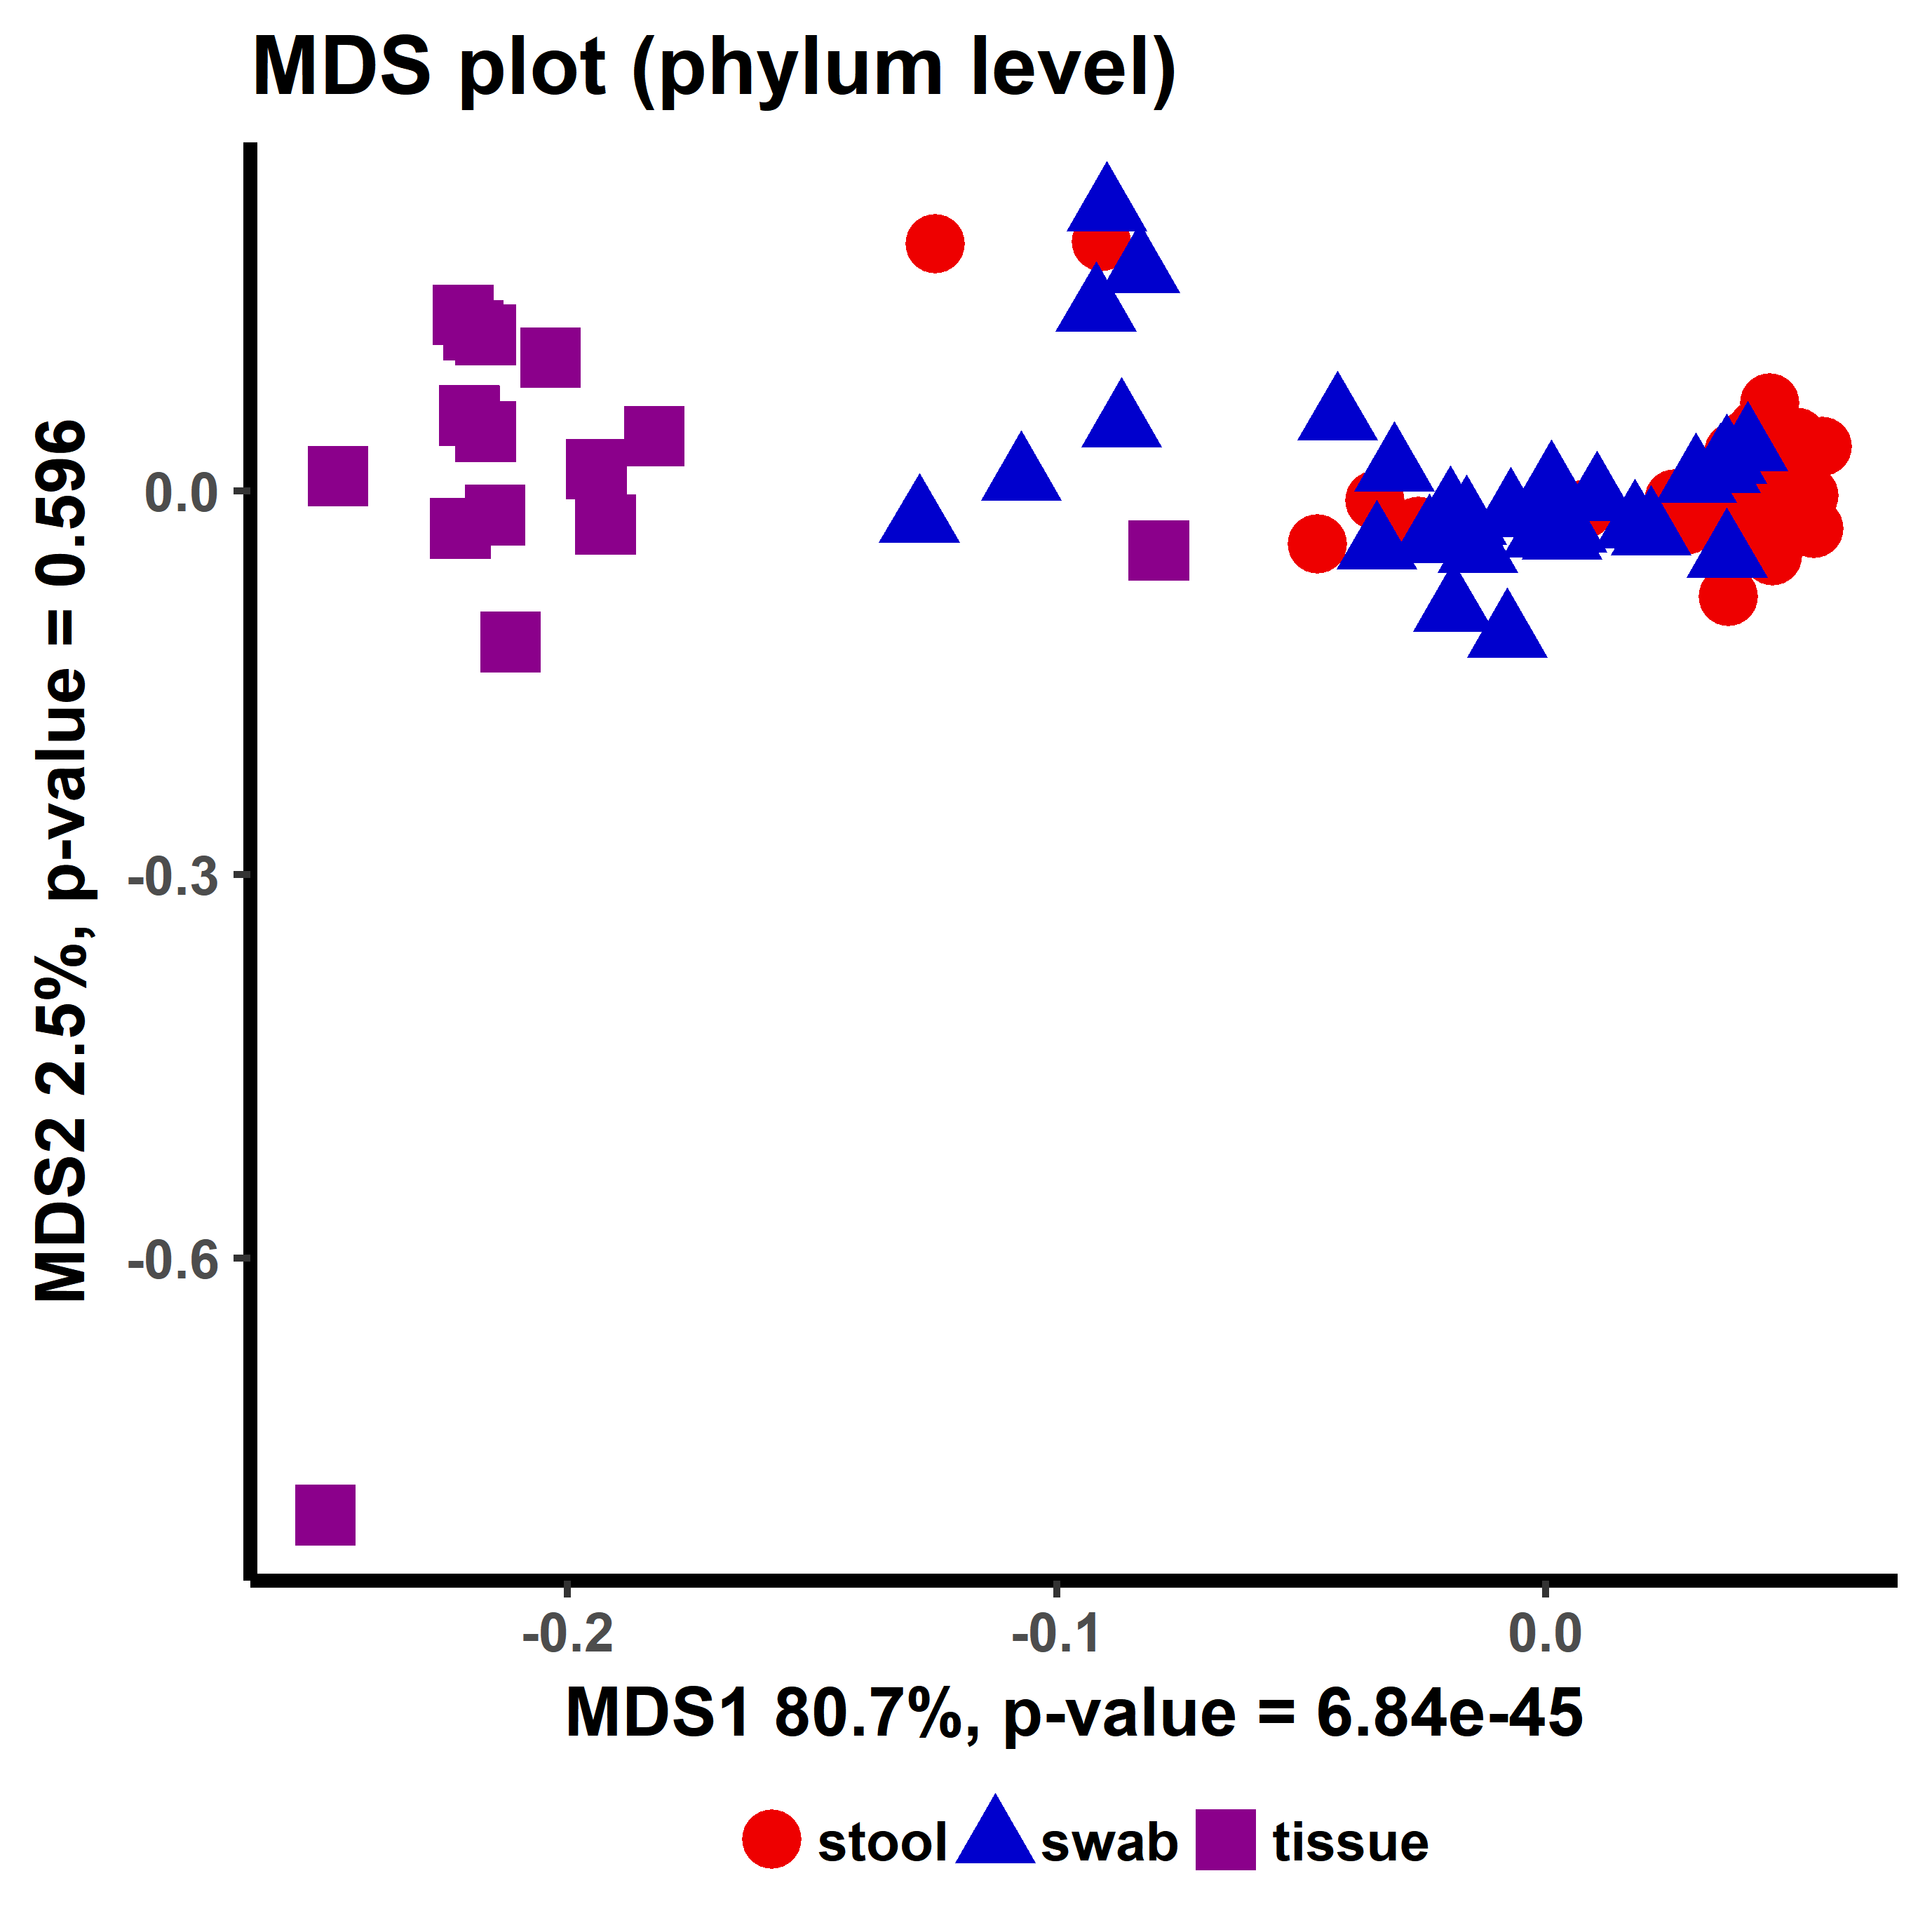 MDS plot (phylum level)
MDS2 2.5%, p-value = 0.596
0.0
-0.3
-0.6
-0.2 -0.1 0.0
MDS1 80.7%, p-value = 6.84e-45
stool swab tissue